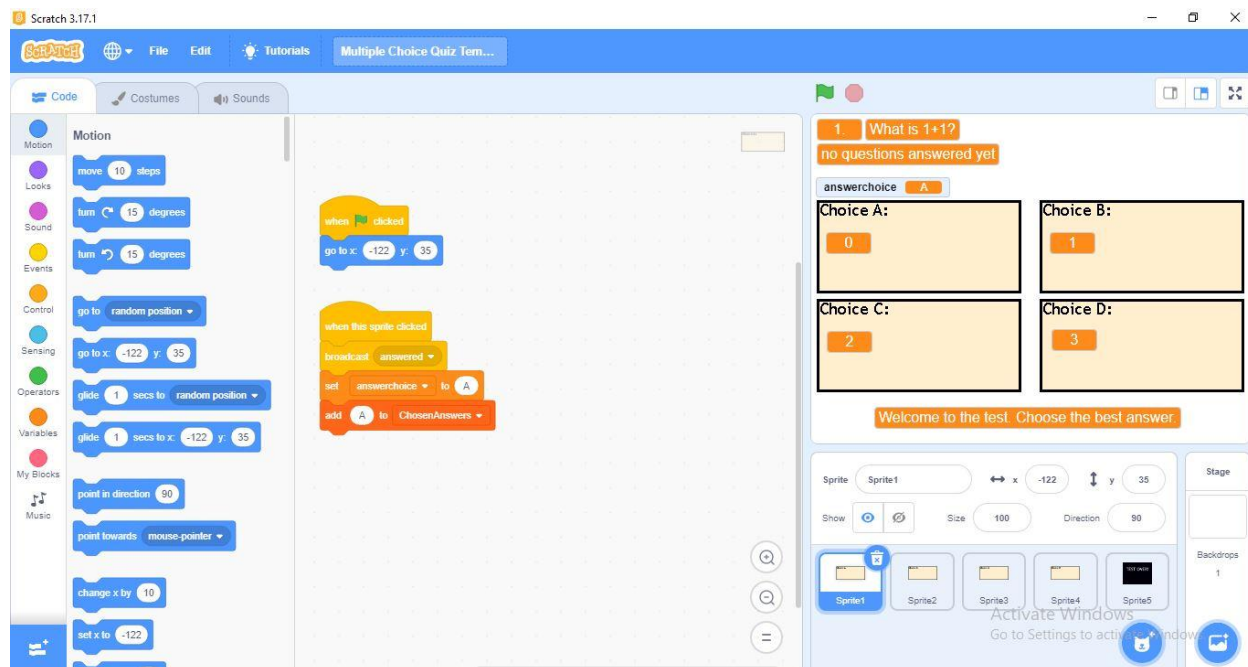 Scratch 3.17.1
SCRATCH File Edit Tutorials Multiple Choice Quiz Tem...
Code Costumes Sounds
Motion
Looks
Sound
Events
Control
Sensing
Operators
Variables
My Blocks
Music
Motion
move 10 steps
turn 15 degrees
turn 15 degrees
go to random position
go to x: -122 y: 35
glide 1 secs to random position
glide 1 secs to x: -122 y: 35
point in direction 90
point towards mouse-pointer
change x by 10
set x to -122
when clicked
go to x: -122 y: 35
when this sprite clicked
broadcast answered
set answerchoice to A
add A to ChosenAnswers
1 What is 1+1?
no questions answered yet
answerchoice A
Choice A:
0
Choice B:
1
Choice C:
2
Choice D:
3
Welcome to the test. Choose the best answer.
Sprite Sprite1 x -122 y 35
Show Size 100 Direction 90
Sprite1 Sprite2 Sprite3 Sprite4 Sprite5
Stage
Backdrops
1
Activate Windows
Go to Settings to activate Windows